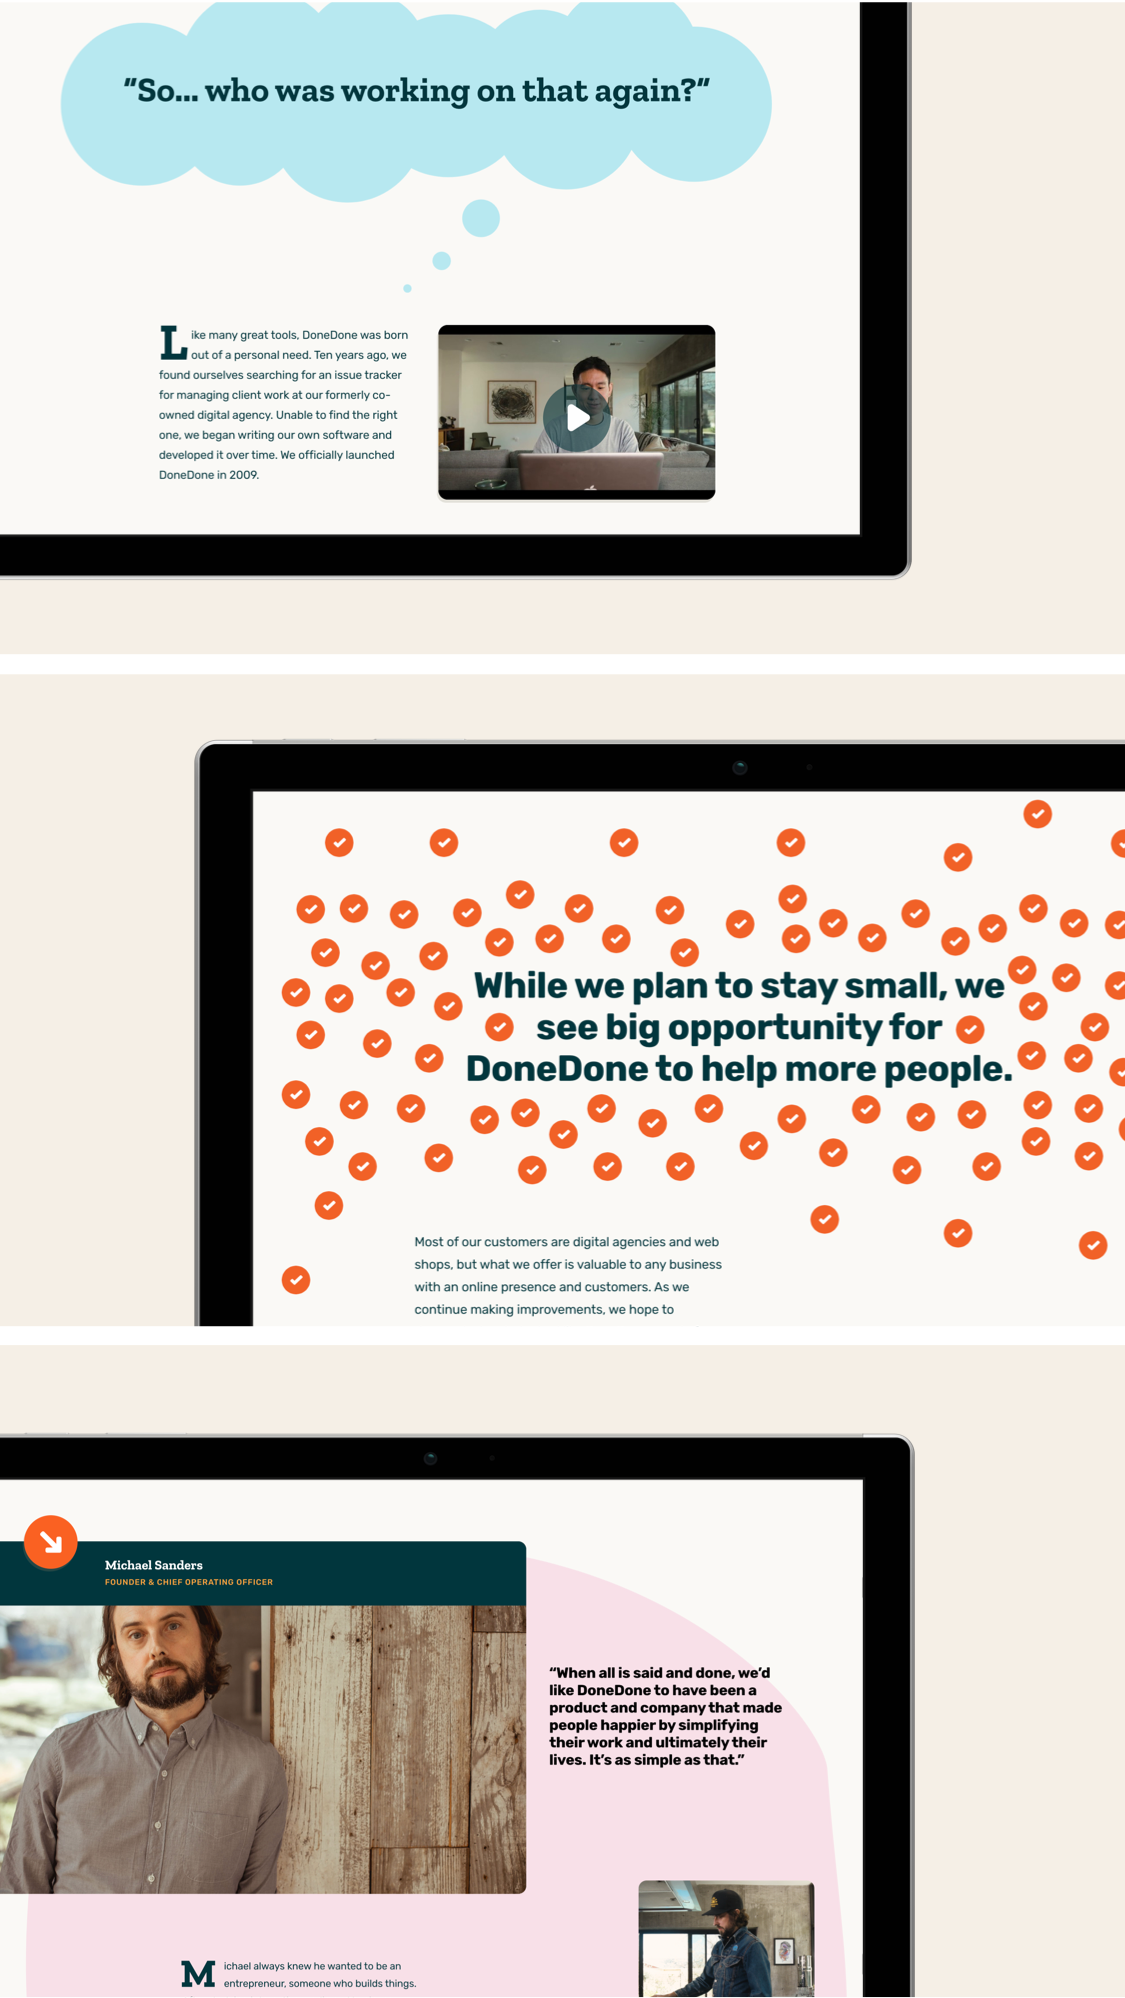 "So... who was working on that again?"
Like many great tools, DoneDone was born
out of a personal need. Ten years ago, we
found ourselves searching for an issue tracker
for managing client work at our formerly co-
owned digital agency. Unable to find the right
one, we began writing our own software and
developed it over time. We officially launched
DoneDone in 2009.
While we plan to stay small, we
see big opportunity for
DoneDone to help more people.
Most of our customers are digital agencies and web
shops, but what we offer is valuable to any business
with an online presence and customers. As we
continue making improvements, we hope to
Michael Sanders
FOUNDER & CHIEF OPERATING OFFICER
“When all is said and done, we’d
like DoneDone to have been a
product and company that made
people happier by simplifying
their work and ultimately their
lives. It’s as simple as that.”
Michael always knew he wanted to be an
entrepreneur, someone who builds things.